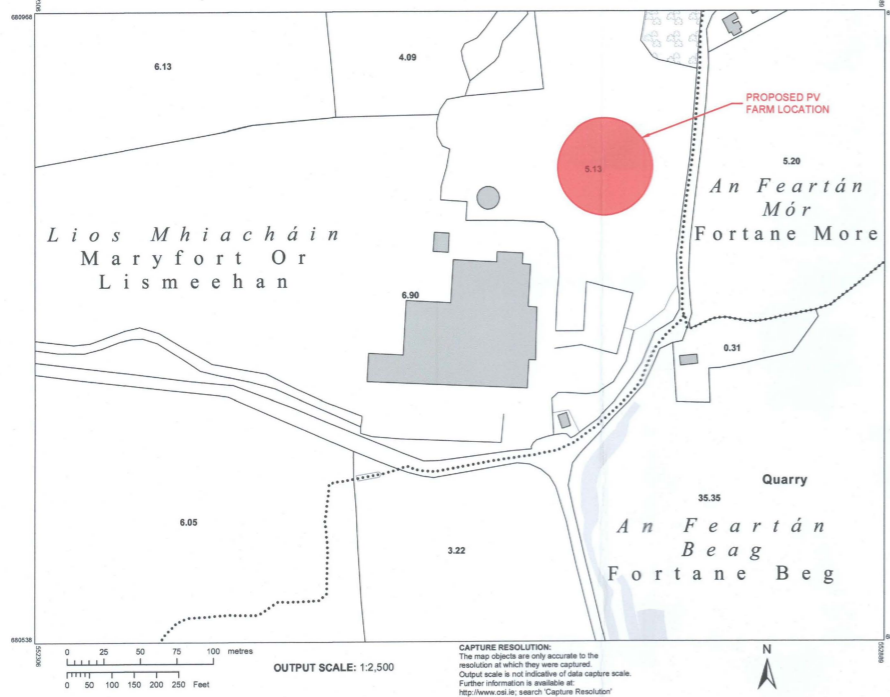 680968
6.13
4.09
PROPOSED PV
FARM LOCATION
5.13
5.20
An Feartán
Mór
Fortane More
Lios Mhiacháin
Maryfort Or
Lismeehan
6.90
0.31
Quarry
35.35
An Feartán
Beag
Fortane Beg
6.05
3.22
680538
552306
0 25 50 75 100 metres
0 50 100 150 200 250 Feet
OUTPUT SCALE: 1:2,500
CAPTURE RESOLUTION:
The map objects are only accurate to the
resolution at which they were captured.
Output scale is not indicative of data capture scale.
Further information is available at:
http://www.osi.ie; search 'Capture Resolution'
N